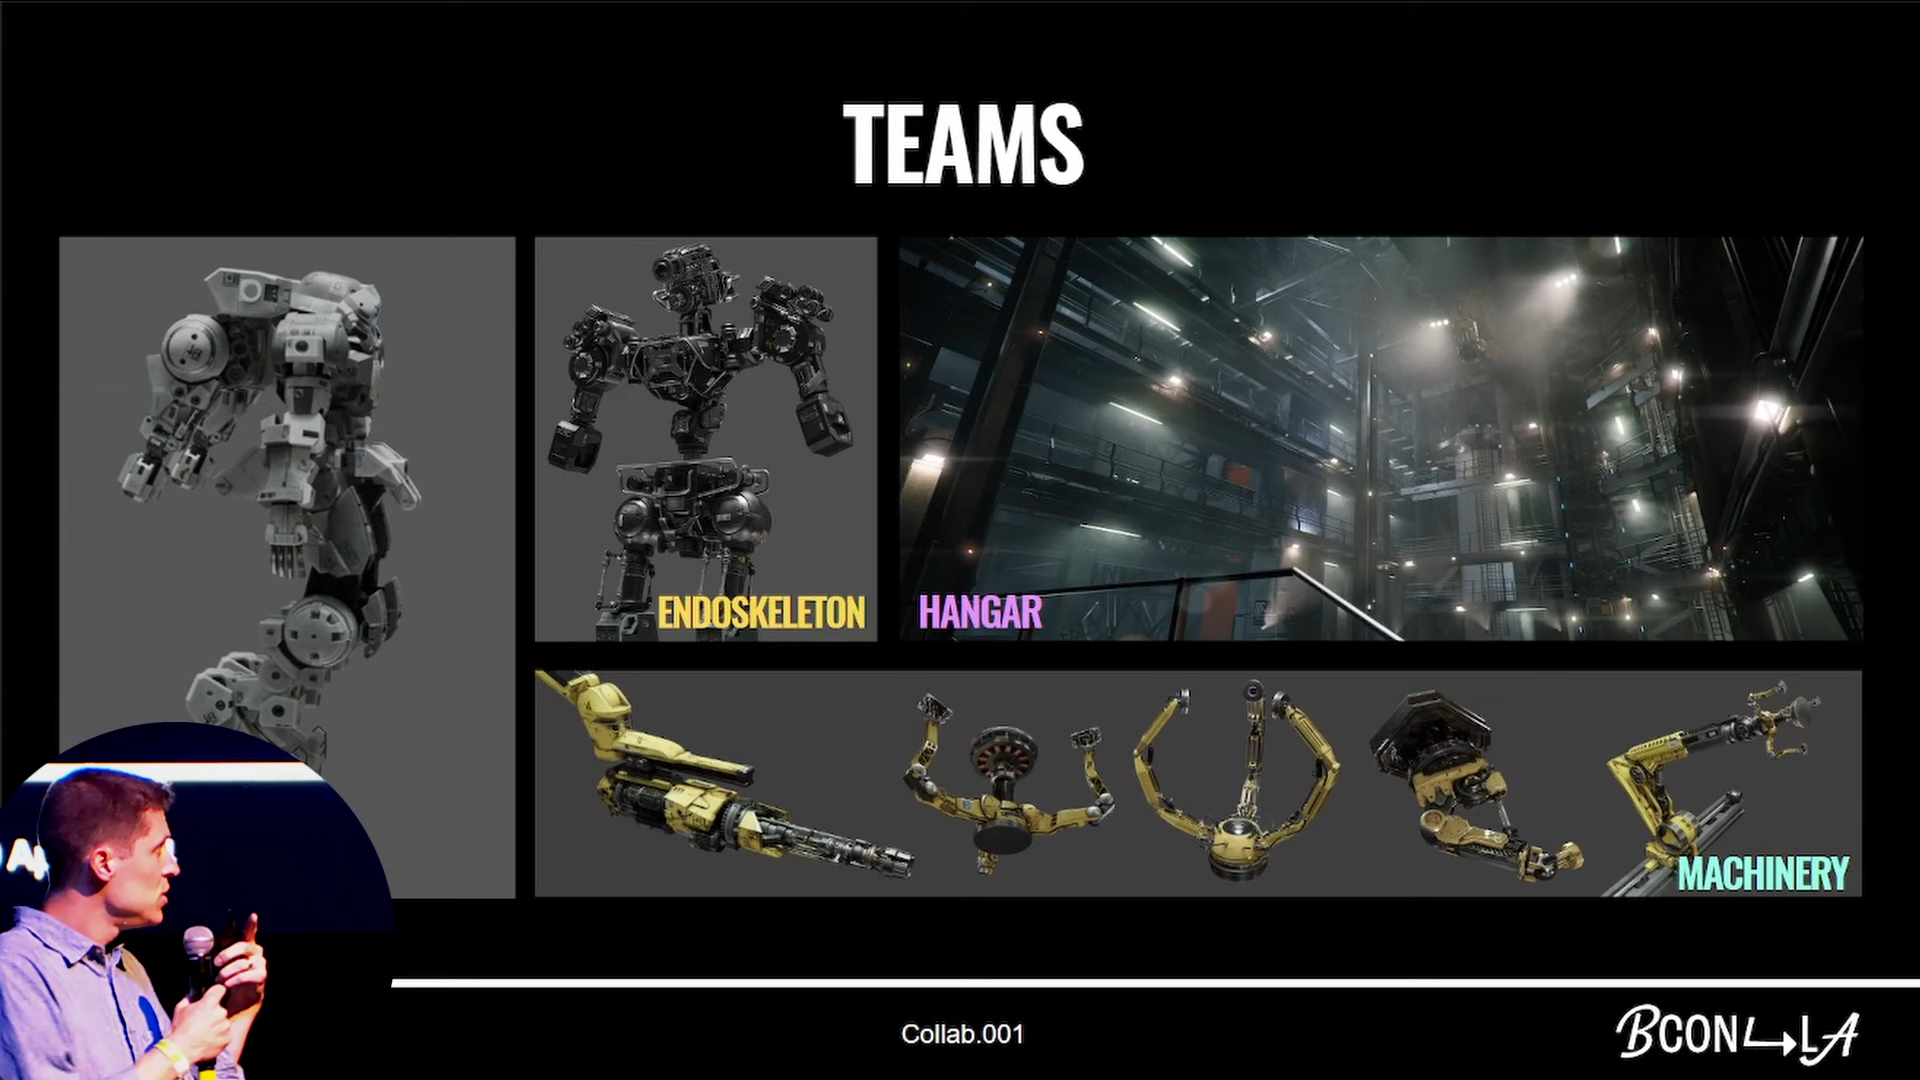 TEAMS
ENDOSKELETON
HANGAR
MACHINERY
Collab.001
BCON LA